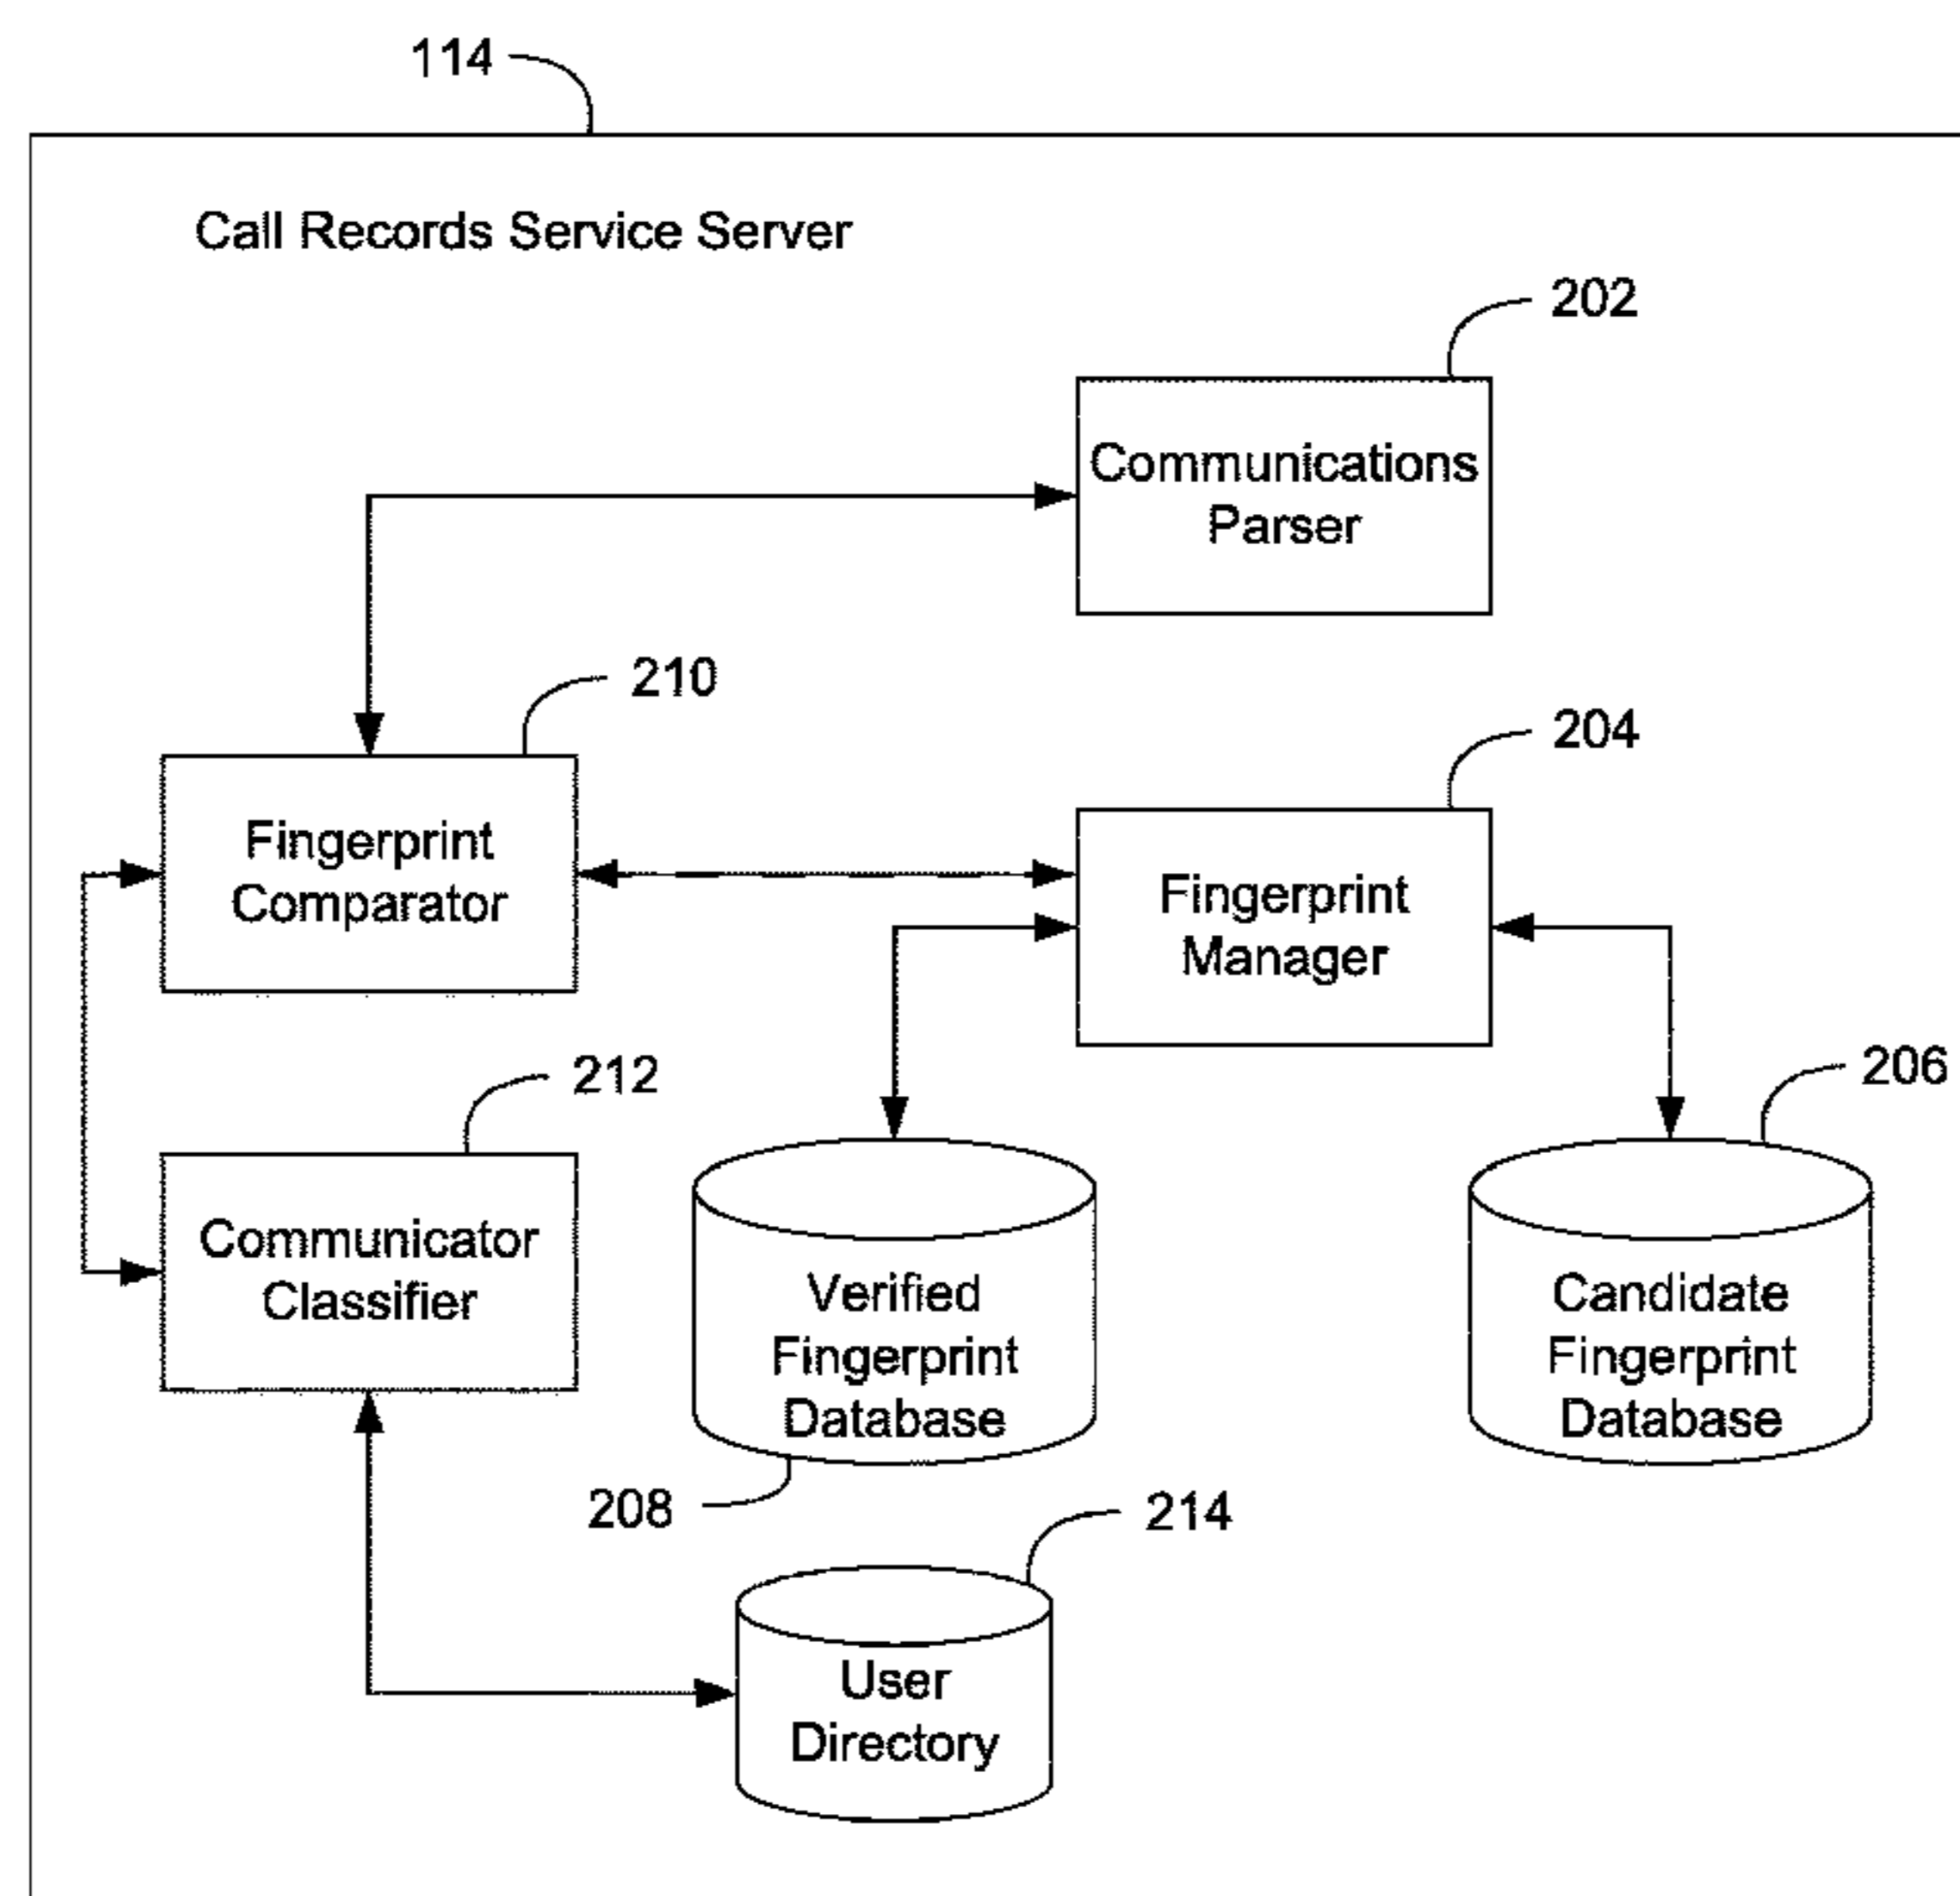 114
Call Records Service Server
202
Communications
Parser
210
204
Fingerprint
Comparator
Fingerprint
Manager
212
206
Communicator
Classifier
Verified
Fingerprint
Database
Candidate
Fingerprint
Database
208
214
User
Directory